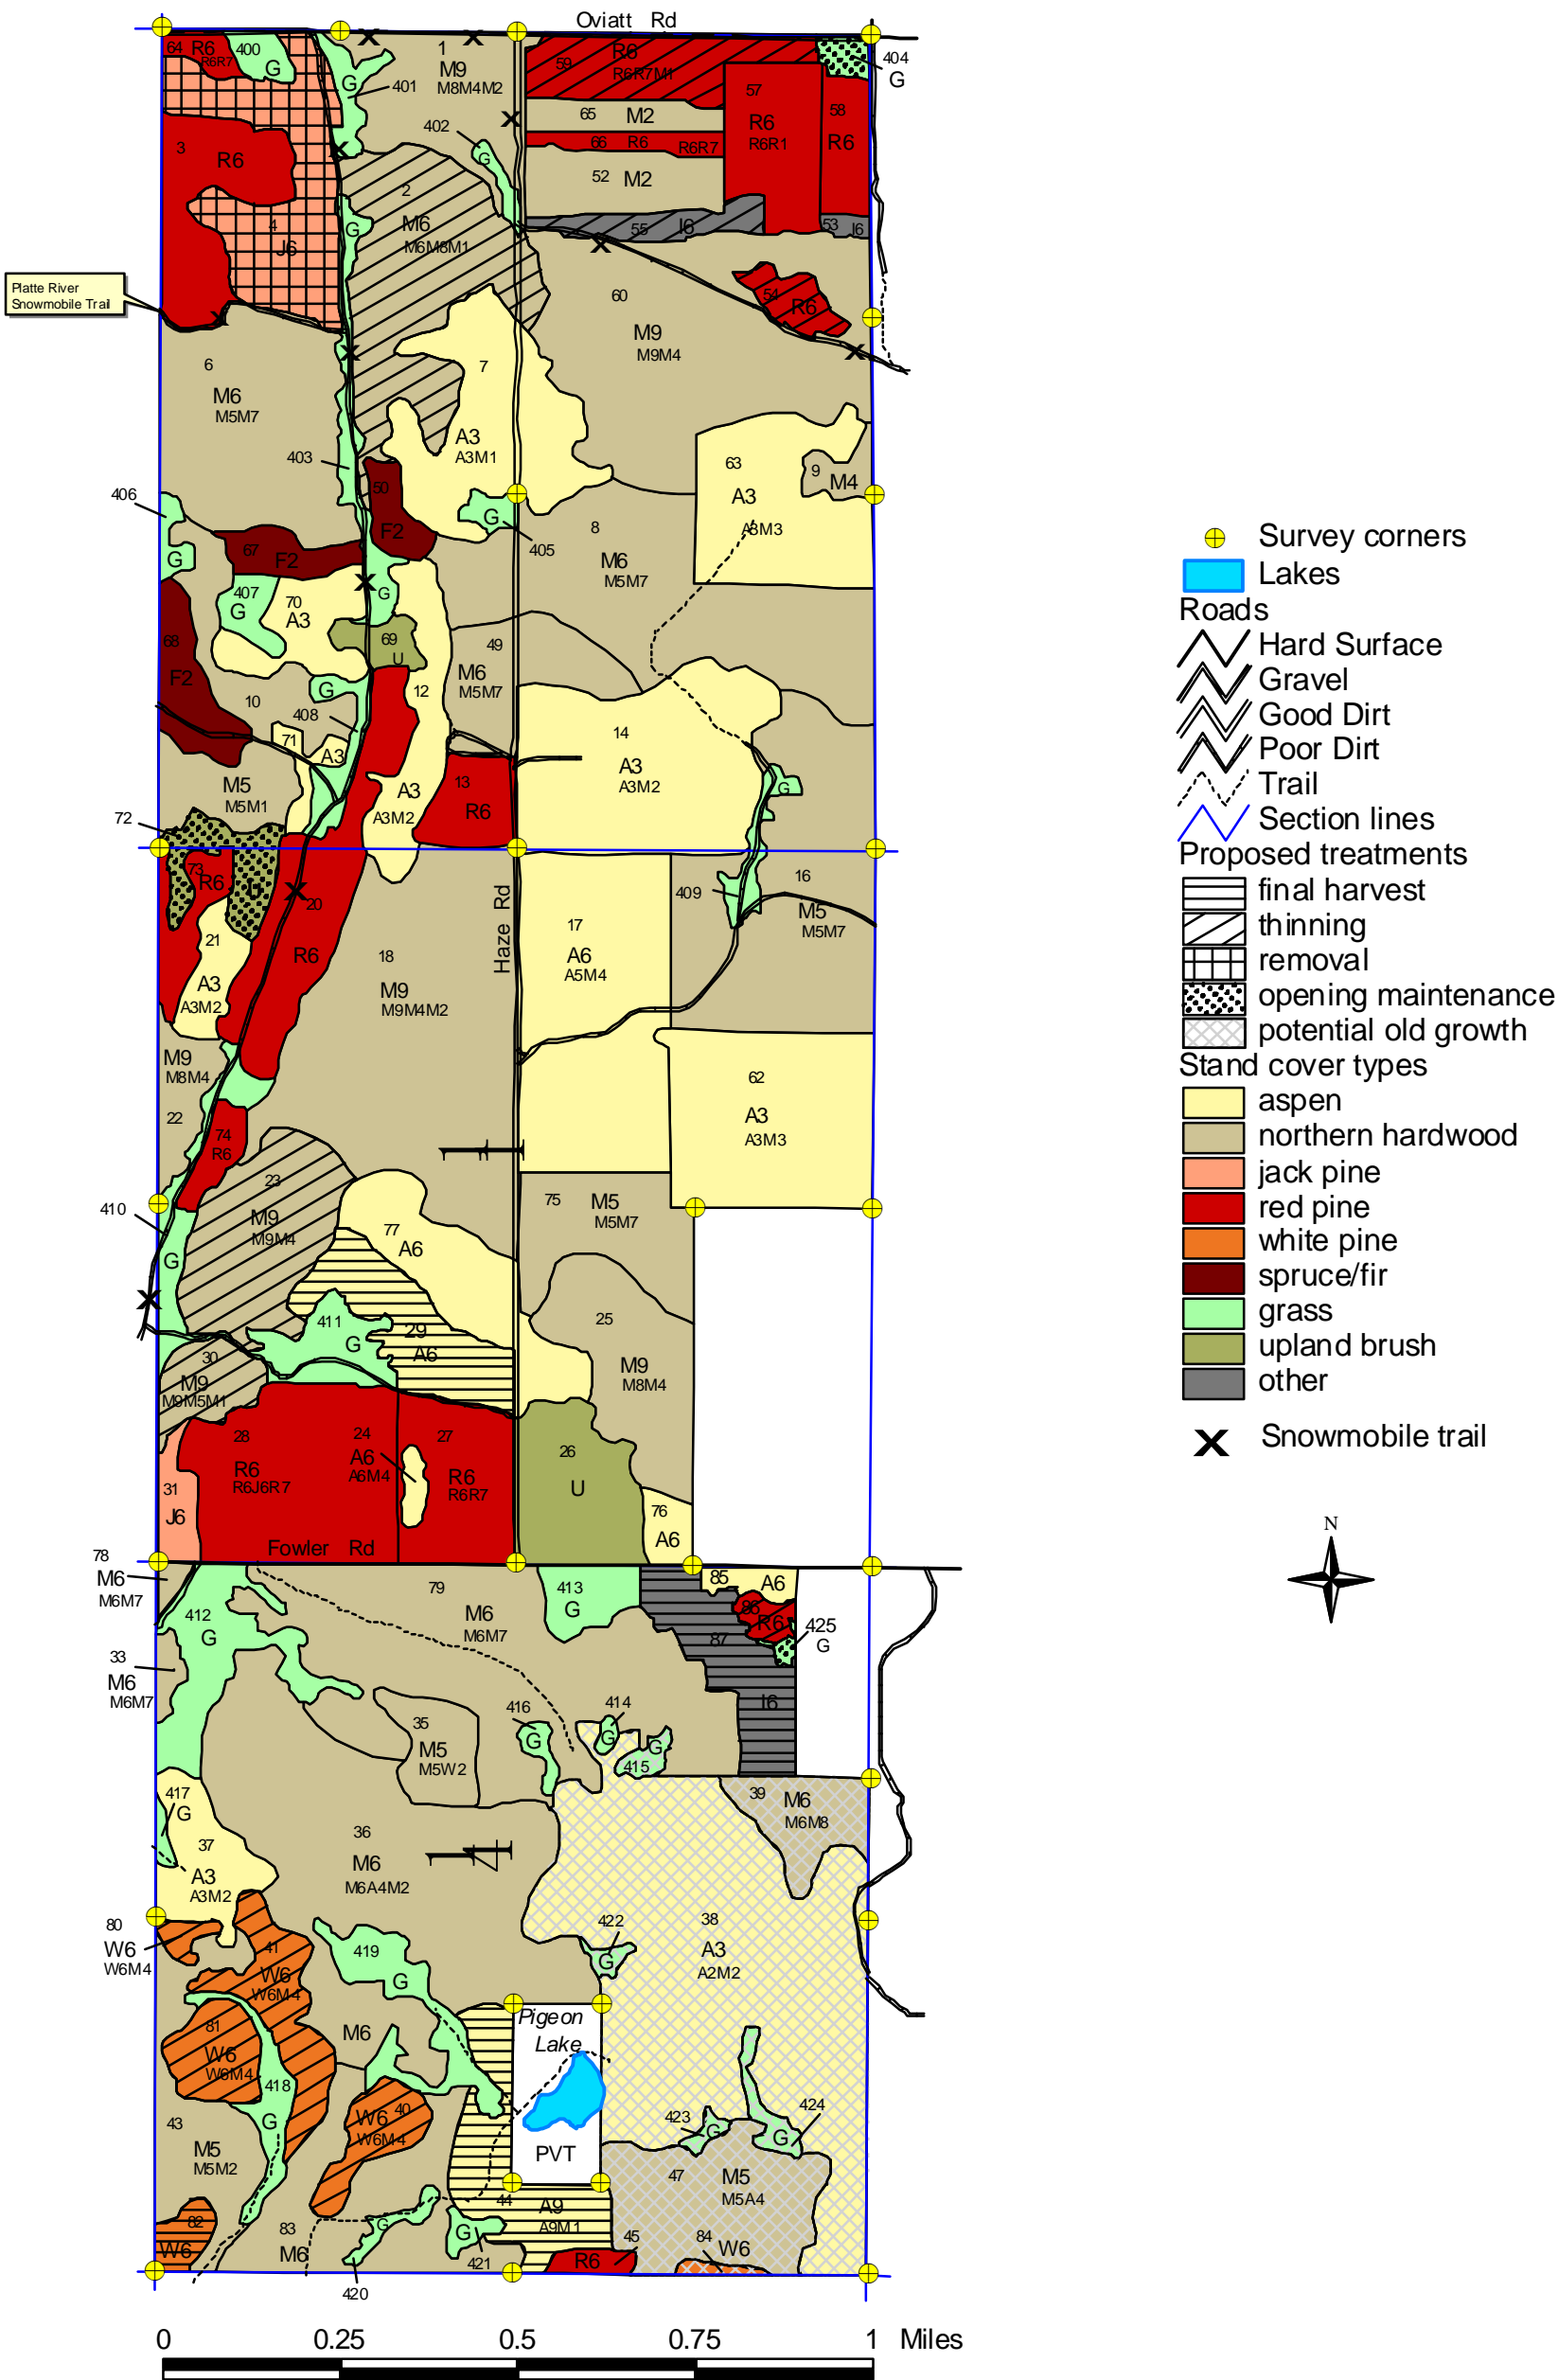 Oviatt Rd
64 R6
R6R7
400
G
G
401
1
M9
M8M4M2
59
R6
R6R7M1
404
G
57
R6
R6R1
58
R6
65 M2
402
G
66 R6 R6R7
3
R6
52 M2
2
M6
M6M8M1
4
J6
G
55 I6
53 I6
Platte River
Snowmobile Trail
54 R6
60
M9
M9M4
6
M6
M5M7
7
A3
A3M1
403
63
A3
A3M3
9 M4
406
50
F2
G
405
G
67 F2
8
M6
M5M7
407
G
70
A3
G
69
U
68
F2
49
M6
M5M7
10
G
408
12
71
A3
14
A3
A3M2
M5
M5M1
A3
A3M2
13
R6
G
72
73
R6
U
20
R6
Haze Rd
409
16
M5
M5M7
21
A3
A3M2
18
M9
M9M4M2
17
A6
A5M4
M9
M8M4
22
62
A3
A3M3
74
R6
11
23
M9
M9M4
75 M5
M5M7
410
G
77
A6
25
M9
M8M4
411
G
29
A6
30
M9
M9M5M1
28
R6
R6J6R7
24
A6
A6M4
27
R6
R6R7
26
U
31
J6
76
A6
Fowler Rd
78
M6
M6M7
79
M6
M6M7
413
G
85 A6
86
R6
425
G
412
G
87
I6
33
M6
M6M7
35
M5
M5W2
416
G
414
G
G
415
417
G
39
M6
M6M8
37
A3
A3M2
36
M6
M6A4M2
14
80
W6
W6M4
41
W6
W6M4
419
G
422
G
38
A3
A2M2
81
W6
W6M4
M6
Pigeon
Lake
418
G
40
W6
W6M4
PVT
423
G
424
G
43
M5
M5M2
47
M5
M5A4
44
A9
A9M1
82
W6
83
M6
G
420
G
421
45
R6
84
W6
0 0.25 0.5 0.75 1 Miles
Survey corners
Lakes
Roads
Hard Surface
Gravel
Good Dirt
Poor Dirt
Trail
Section lines
Proposed treatments
final harvest
thinning
removal
opening maintenance
potential old growth
Stand cover types
aspen
northern hardwood
jack pine
red pine
white pine
spruce/fir
grass
upland brush
other
Snowmobile trail
N